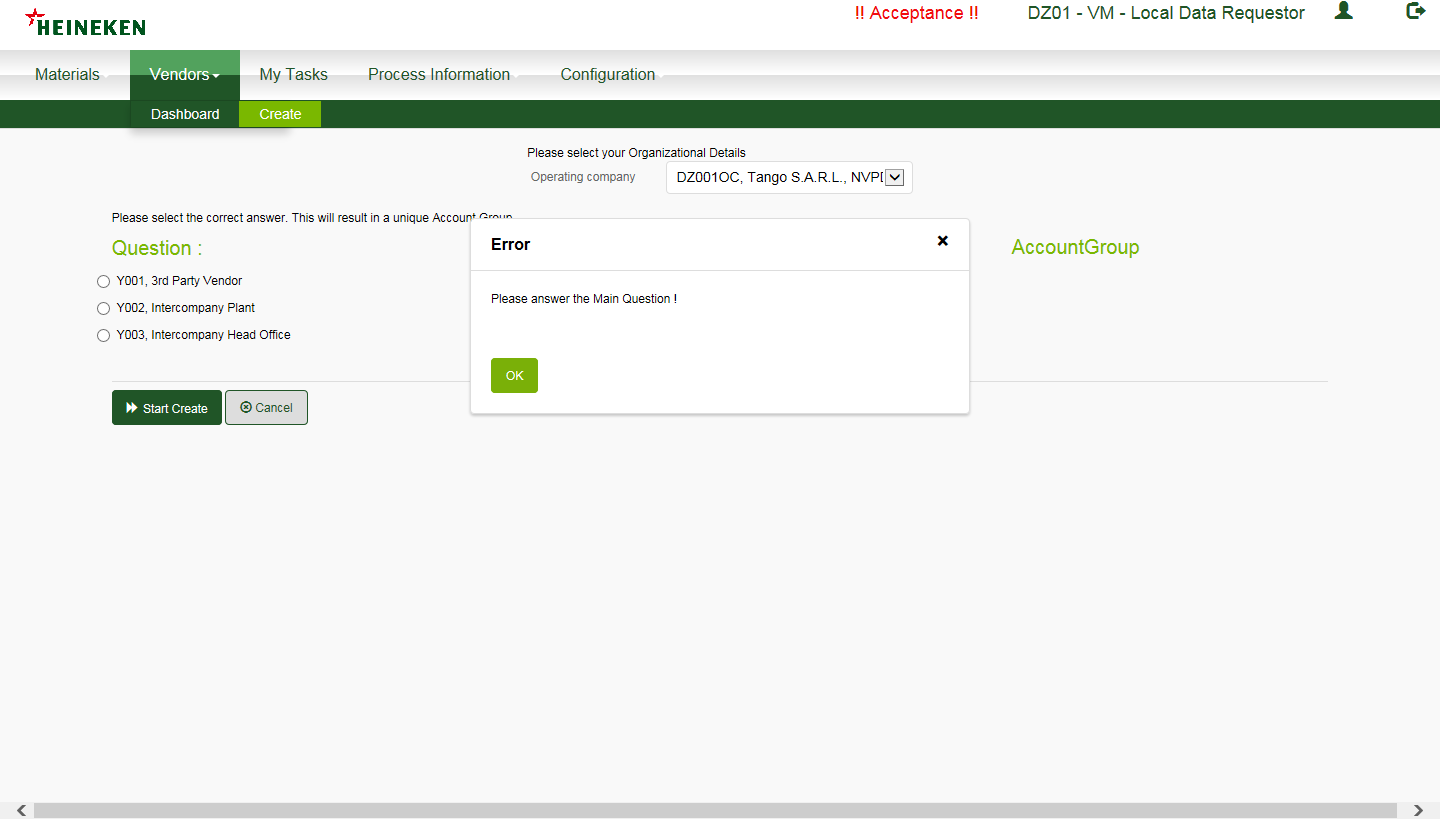 HEINEKEN
!! Acceptance !!
DZ01 - VM - Local Data Requestor
Materials
Vendors
My Tasks
Process Information
Configuration
Dashboard
Create
Please select your Organizational Details
Operating company
DZ001OC, Tango S.A.R.L., NVP
Please select the correct answer. This will result in a unique Account Group
Question :
AccountGroup
Y001, 3rd Party Vendor
Y002, Intercompany Plant
Y003, Intercompany Head Office
Error
Please answer the Main Question !
OK
Start Create
Cancel